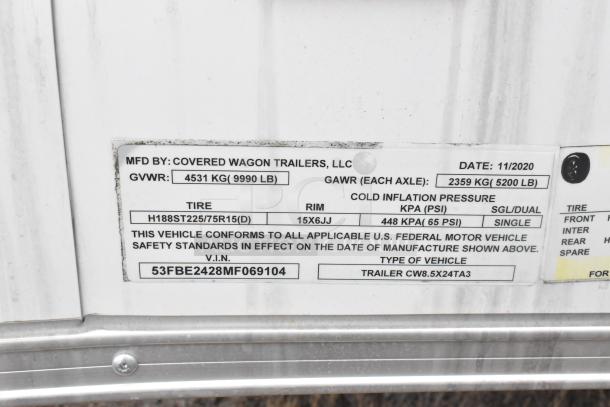 MFD BY: COVERED WAGON TRAILERS, LLC DATE: 11/2020
GVWR: 4531 KG( 9990 LB) GAWR (EACH AXLE): 2359 KG( 5200 LB)
COLD INFLATION PRESSURE
TIRE RIM KPA (PSI) SGL/DUAL
H188ST225/75R15(D) 15X6JJ 448 KPA( 65 PSI) SINGLE
THIS VEHICLE CONFORMS TO ALL APPLICABLE U.S. FEDERAL MOTOR VEHICLE
SAFETY STANDARDS IN EFFECT ON THE DATE OF MANUFACTURE SHOWN ABOVE.
V.I.N. TYPE OF VEHICLE
53FBE2428MF069104 TRAILER CW8.5X24TA3
TIRE
FRONT H
INTER
REAR H
SPARE
FOR